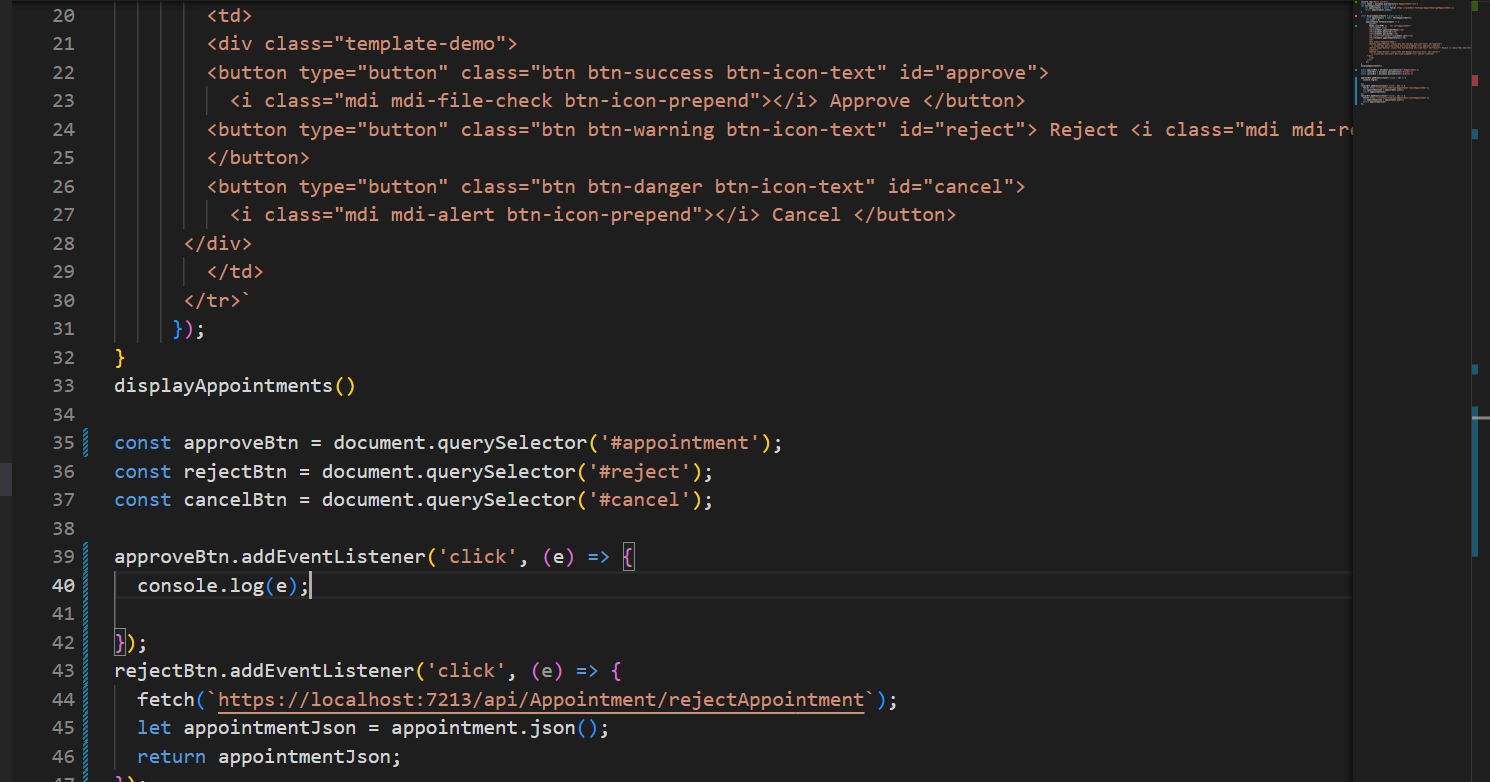 20 <td>
21 <div class="template-demo">
22 <button type="button" class="btn btn-success btn-icon-text" id="approve">
23 <i class="mdi mdi-file-check btn-icon-prepend"></i> Approve </button>
24 <button type="button" class="btn btn-warning btn-icon-text" id="reject"> Reject <i class="mdi mdi-re
25 </button>
26 <button type="button" class="btn btn-danger btn-icon-text" id="cancel">
27 <i class="mdi mdi-alert btn-icon-prepend"></i> Cancel </button>
28 </div>
29 </td>
30 </tr>`
31 });
32 }
33 displayAppointments()
34
35 const approveBtn = document.querySelector('#appointment');
36 const rejectBtn = document.querySelector('#reject');
37 const cancelBtn = document.querySelector('#cancel');
38
39 approveBtn.addEventListener('click', (e) => {
40 console.log(e);
41
42 });
43 rejectBtn.addEventListener('click', (e) => {
44 fetch(`https://localhost:7213/api/Appointment/rejectAppointment`);
45 let appointmentJson = appointment.json();
46 return appointmentJson;
47 });